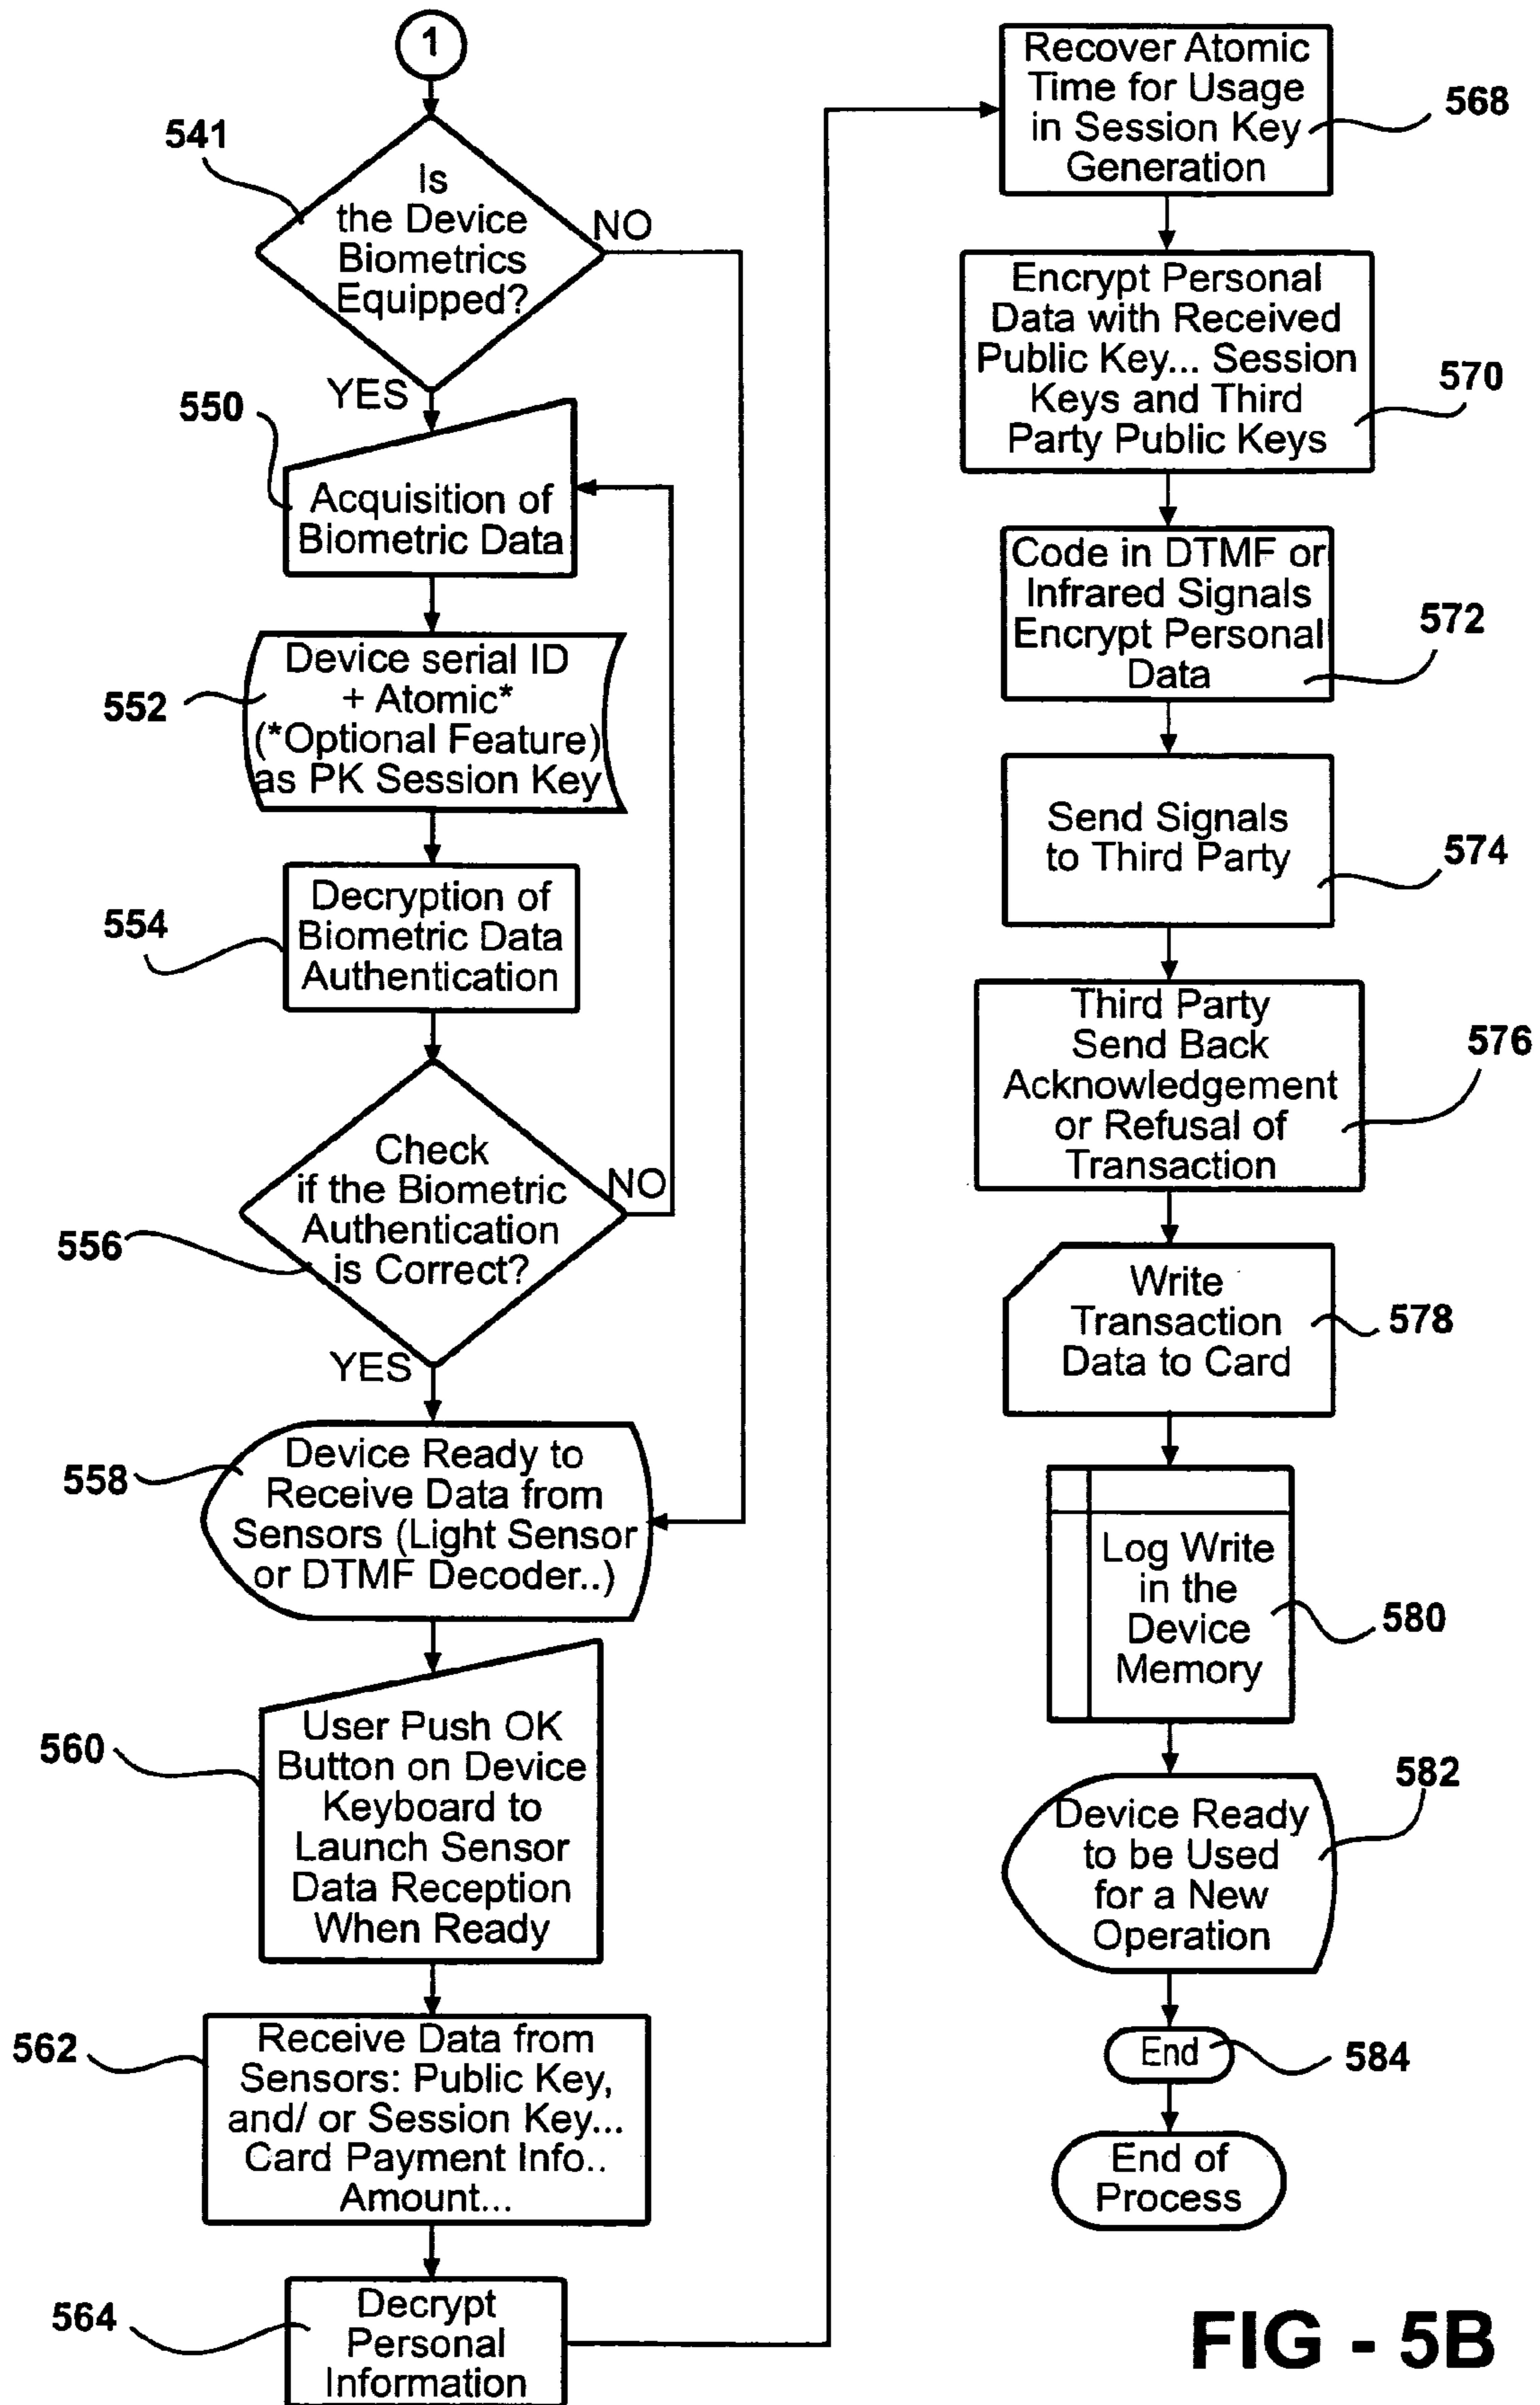 1
541
Is
the Device
Biometrics
Equipped?
NO
YES
550
Acquisition of
Biometric Data
552
Device serial ID
+ Atomic*
(*Optional Feature)
as PK Session Key
554
Decryption of
Biometric Data
Authentication
Check
if the Biometric
Authentication
is Correct?
NO
556
YES
558
Device Ready to
Receive Data from
Sensors (Light Sensor
or DTMF Decoder..)
560
User Push OK
Button on Device
Keyboard to
Launch Sensor
Data Reception
When Ready
562
Receive Data from
Sensors: Public Key,
and/ or Session Key...
Card Payment Info..
Amount...
564
Decrypt
Personal
Information
Recover Atomic
Time for Usage
in Session Key
Generation
568
Encrypt Personal
Data with Received
Public Key... Session
Keys and Third
Party Public Keys
570
Code in DTMF or
Infrared Signals
Encrypt Personal
Data
572
Send Signals
to Third Party
574
Third Party
Send Back
Acknowledgement
or Refusal of
Transaction
576
Write
Transaction
Data to Card
578
Log Write
in the
Device
Memory
580
Device Ready
to be Used
for a New
Operation
582
End
584
End of
Process
FIG - 5B